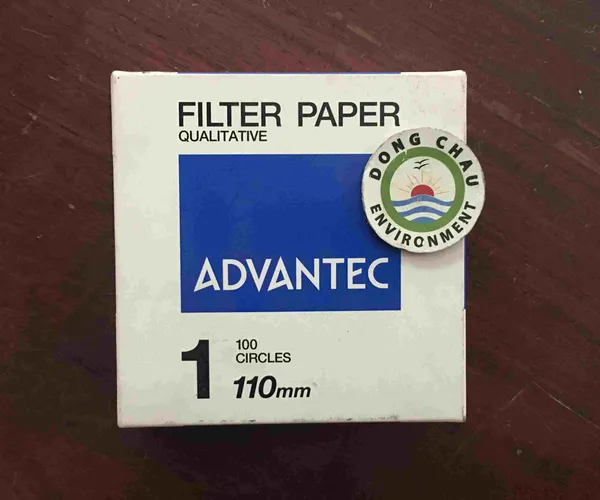 FILTER PAPER
QUALITATIVE
DONG CHAU
ENVIRONMENT
ADVANTEC
1
100
CIRCLES
110mm